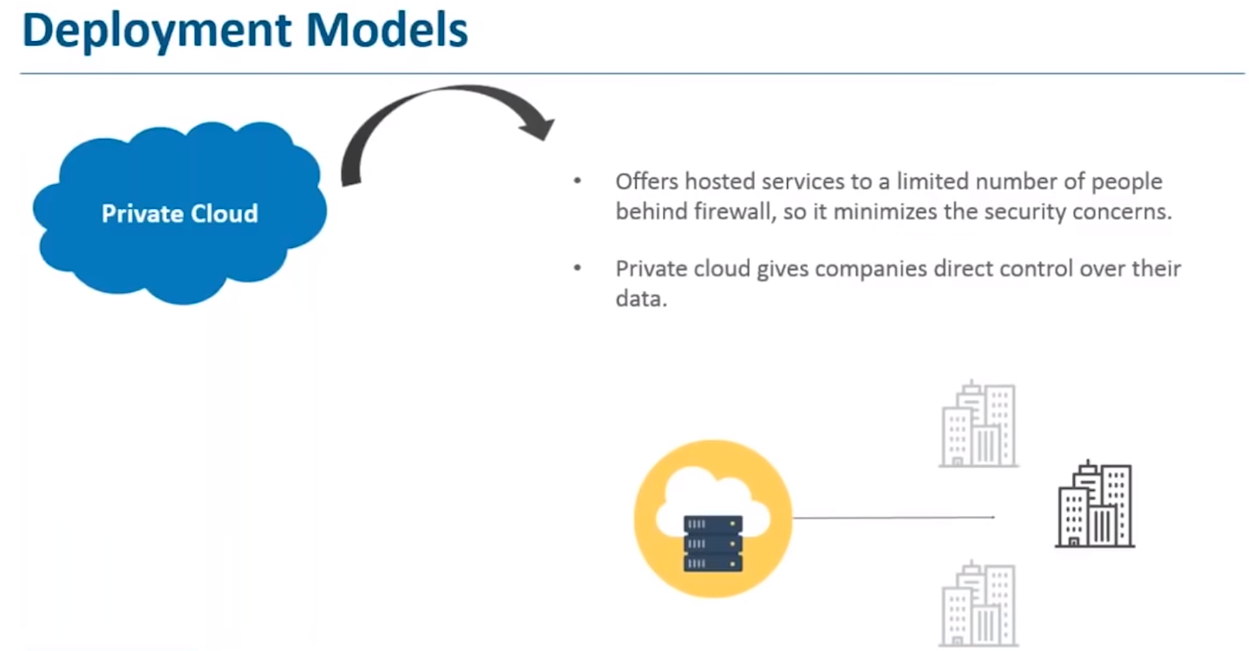 Deployment Models
Private Cloud
• Offers hosted services to a limited number of people
behind firewall, so it minimizes the security concerns.
• Private cloud gives companies direct control over their
data.